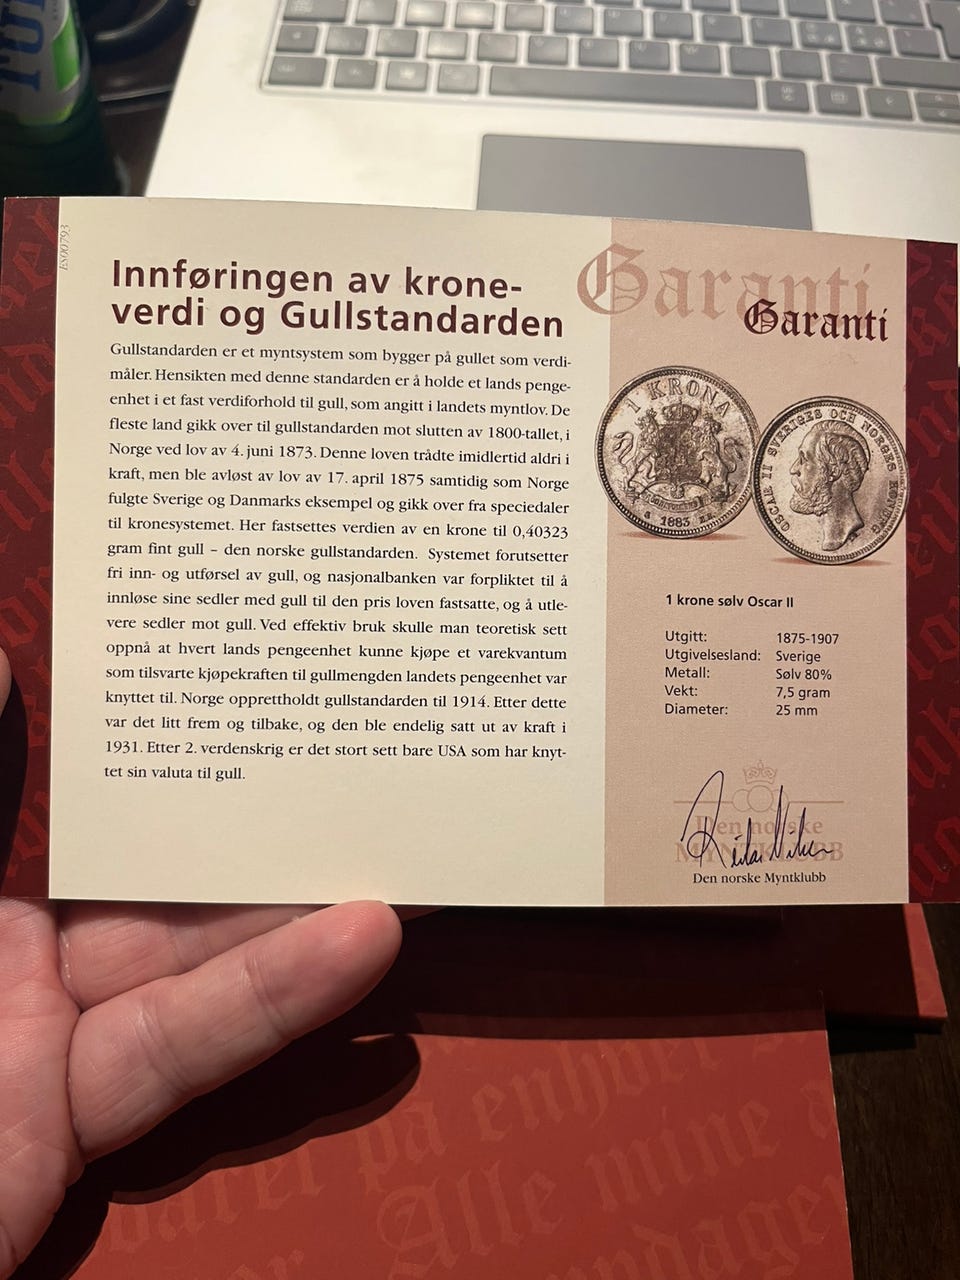 ES00793
Innføringen av krone-
verdi og Gullstandarden
Gullstandarden er et myntsystem som bygger på gullet som verdi-
måler. Hensikten med denne standarden er å holde et lands penge-
enhet i et fast verdiforhold til gull, som angitt i landets myntlov. De
fleste land gikk over til gullstandarden mot slutten av 1800-tallet, i
Norge ved lov av 4. juni 1873. Denne loven trådte imidlertid aldri i
kraft, men ble avløst av lov av 17. april 1875 samtidig som Norge
fulgte Sverige og Danmarks eksempel og gikk over fra speciedaler
til kronesystemet. Her fastsettes verdien av en krone til 0,40323
gram fint gull – den norske gullstandarden. Systemet forutsetter
fri inn- og utførsel av gull, og nasjonalbanken var forpliktet til å
innløse sine sedler med gull til den pris loven fastsatte, og å utle-
vere sedler mot gull. Ved effektiv bruk skulle man teoretisk sett
oppnå at hvert lands pengeenhet kunne kjøpe et varekvantum
som tilsvarte kjøpekraften til gullmengden landets pengeenhet var
knyttet til. Norge opprettholdt gullstandarden til 1914. Etter dette
var det litt frem og tilbake, og den ble endelig satt ut av kraft i
1931. Etter 2. verdenskrig er det stort sett bare USA som har knyt-
tet sin valuta til gull.
Garanti
Garanti
1 KRONA
1883
OSCAR II SVERIGES OCH NORGES KONUNG
1 krone sølv Oscar II
Utgitt: 1875-1907
Utgivelsesland: Sverige
Metall: Sølv 80%
Vekt: 7,5 gram
Diameter: 25 mm
Den norske
MYNTKLUBB
Den norske Myntklubb
på enhver
Alle mine